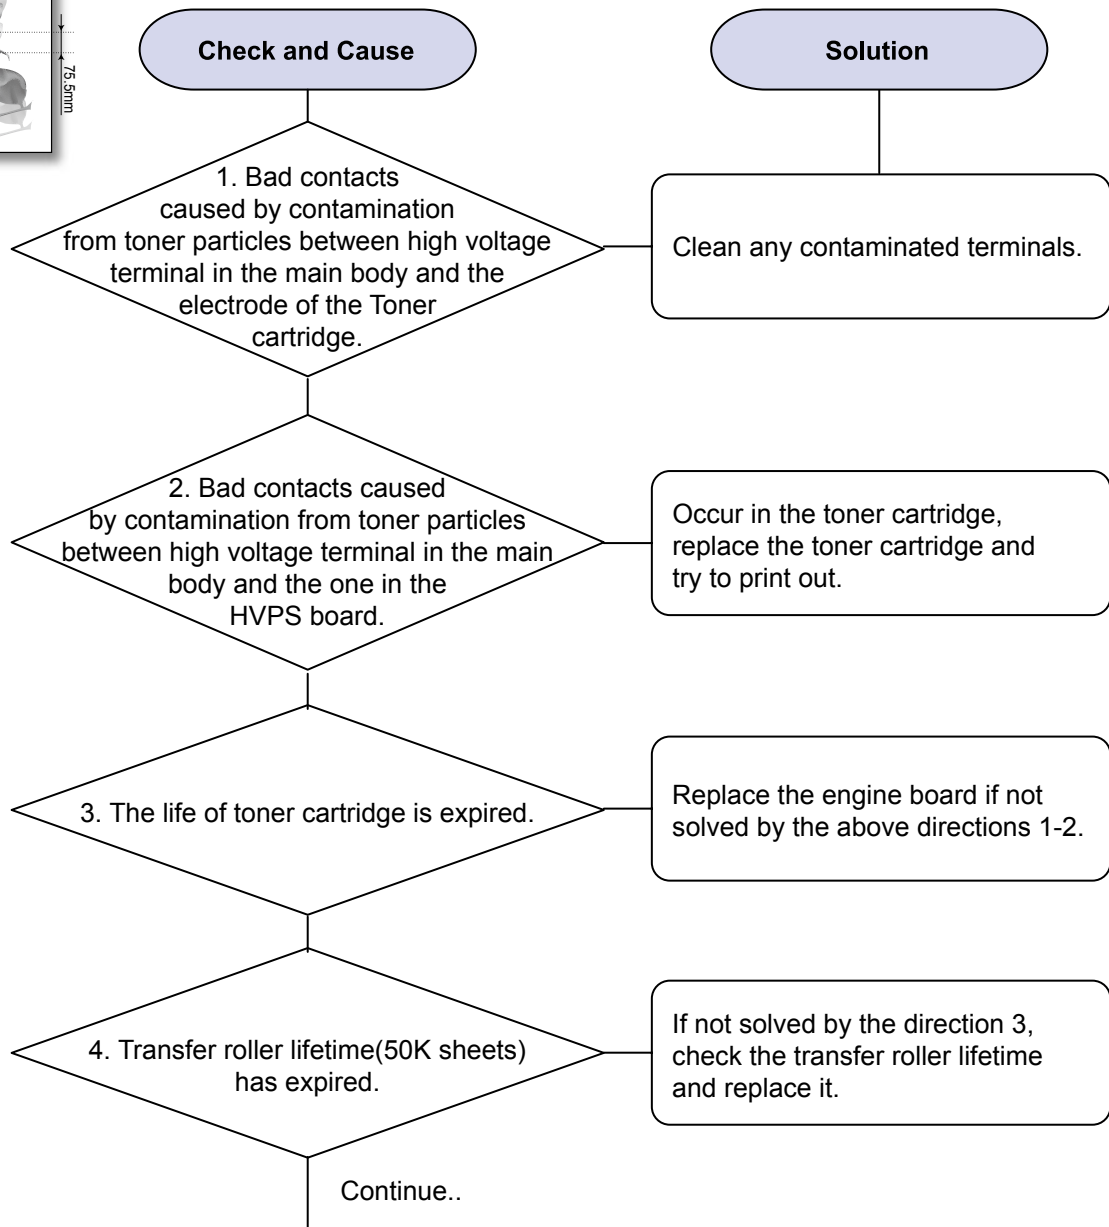 75.5mm
Check and Cause
Solution
1. Bad contacts
caused by contamination
from toner particles between high voltage
terminal in the main body and the
electrode of the Toner
cartridge.
Clean any contaminated terminals.
2. Bad contacts caused
by contamination from toner particles
between high voltage terminal in the main
body and the one in the
HVPS board.
Occur in the toner cartridge,
replace the toner cartridge and
try to print out.
3. The life of toner cartridge is expired.
Replace the engine board if not
solved by the above directions 1-2.
4. Transfer roller lifetime(50K sheets)
has expired.
If not solved by the direction 3,
check the transfer roller lifetime
and replace it.
Continue..